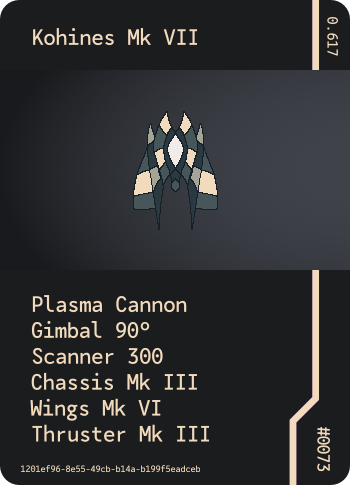 Kohines Mk VII
0.617
Plasma Cannon
Gimbal 90º
Scanner 300
Chassis Mk III
Wings Mk VI
Thruster Mk III
#0073
1201ef96-8e55-49cb-b14a-b199f5eadceb